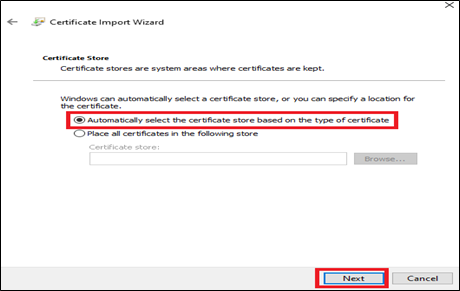 Certificate Import Wizard
Certificate Store
Certificate stores are system areas where certificates are kept.
Windows can automatically select a certificate store, or you can specify a location for
the certificate.
Automatically select the certificate store based on the type of certificate
Place all certificates in the following store
Certificate store:
Browse...
Next
Cancel